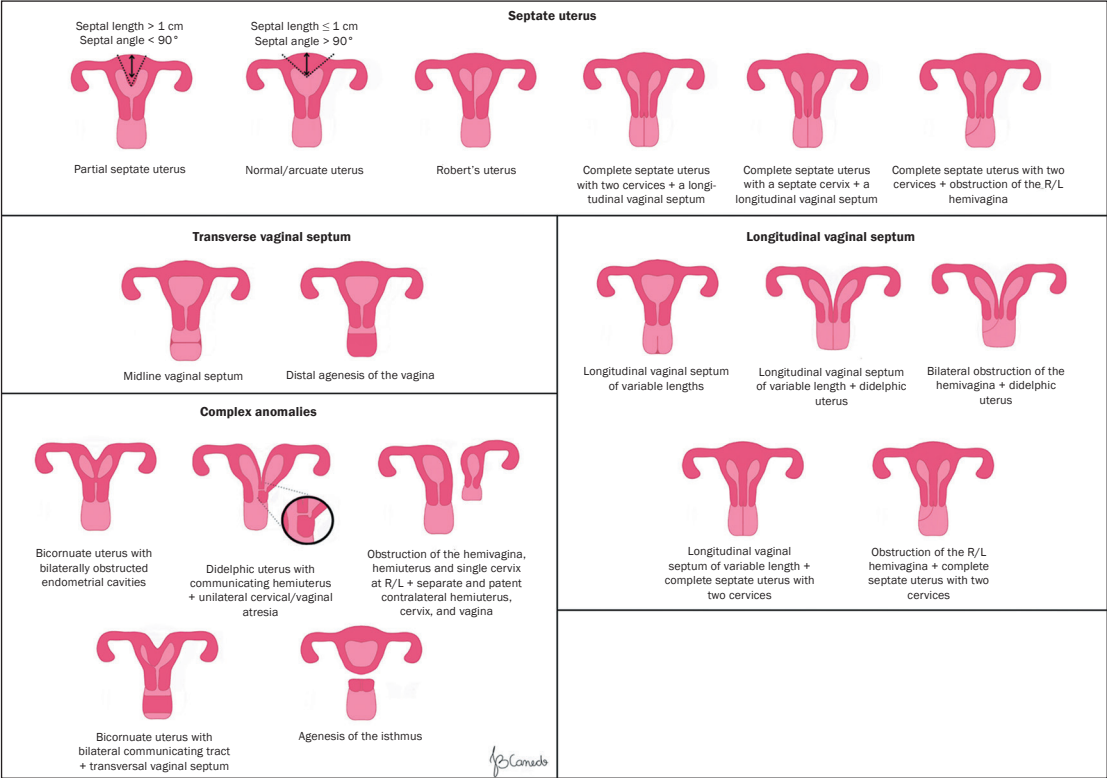 Septate uterus
Septal length > 1 cm
Septal angle < 90°
Septal length ≤ 1 cm
Septal angle > 90°
Partial septate uterus
Normal/arcuate uterus
Robert's uterus
Complete septate uterus
with two cervices + a longi-
tudinal vaginal septum
Complete septate uterus
with a septate cervix + a
longitudinal vaginal septum
Complete septate uterus with two
cervices + obstruction of the R/L
hemivagina
Transverse vaginal septum
Midline vaginal septum
Distal agenesis of the vagina
Longitudinal vaginal septum
Longitudinal vaginal septum
of variable lengths
Longitudinal vaginal septum
of variable length + didelphic
uterus
Bilateral obstruction of the
hemivagina + didelphic
uterus
Longitudinal vaginal
septum of variable length +
complete septate uterus with
two cervices
Obstruction of the R/L
hemivagina + complete
septate uterus with two
cervices
Complex anomalies
Bicornuate uterus with
bilaterally obstructed
endometrial cavities
Didelphic uterus with
communicating hemiuterus
+ unilateral cervical/vaginal
atresia
Obstruction of the hemivagina,
hemiuterus and single cervix
at R/L + separate and patent
contralateral hemiuterus,
cervix, and vagina
Bicornuate uterus with
bilateral communicating tract
+ transversal vaginal septum
Agenesis of the isthmus
JBCanedo